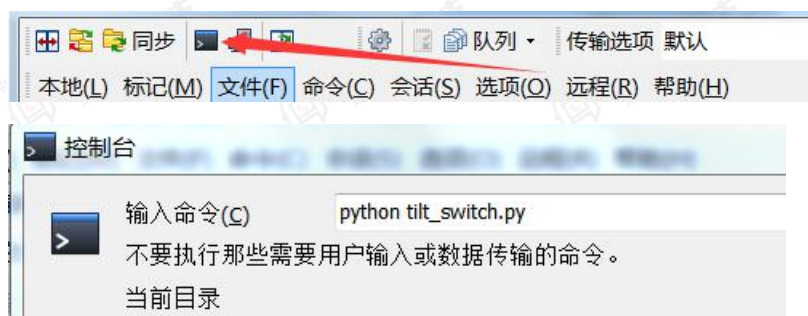 同步 队列 传输选项 默认
本地(L) 标记(M) 文件(F) 命令(C) 会话(S) 选项(O) 远程(R) 帮助(H)
控制台
输入命令(C) python tilt_switch.py
不要执行那些需要用户输入或数据传输的命令。
当前目录